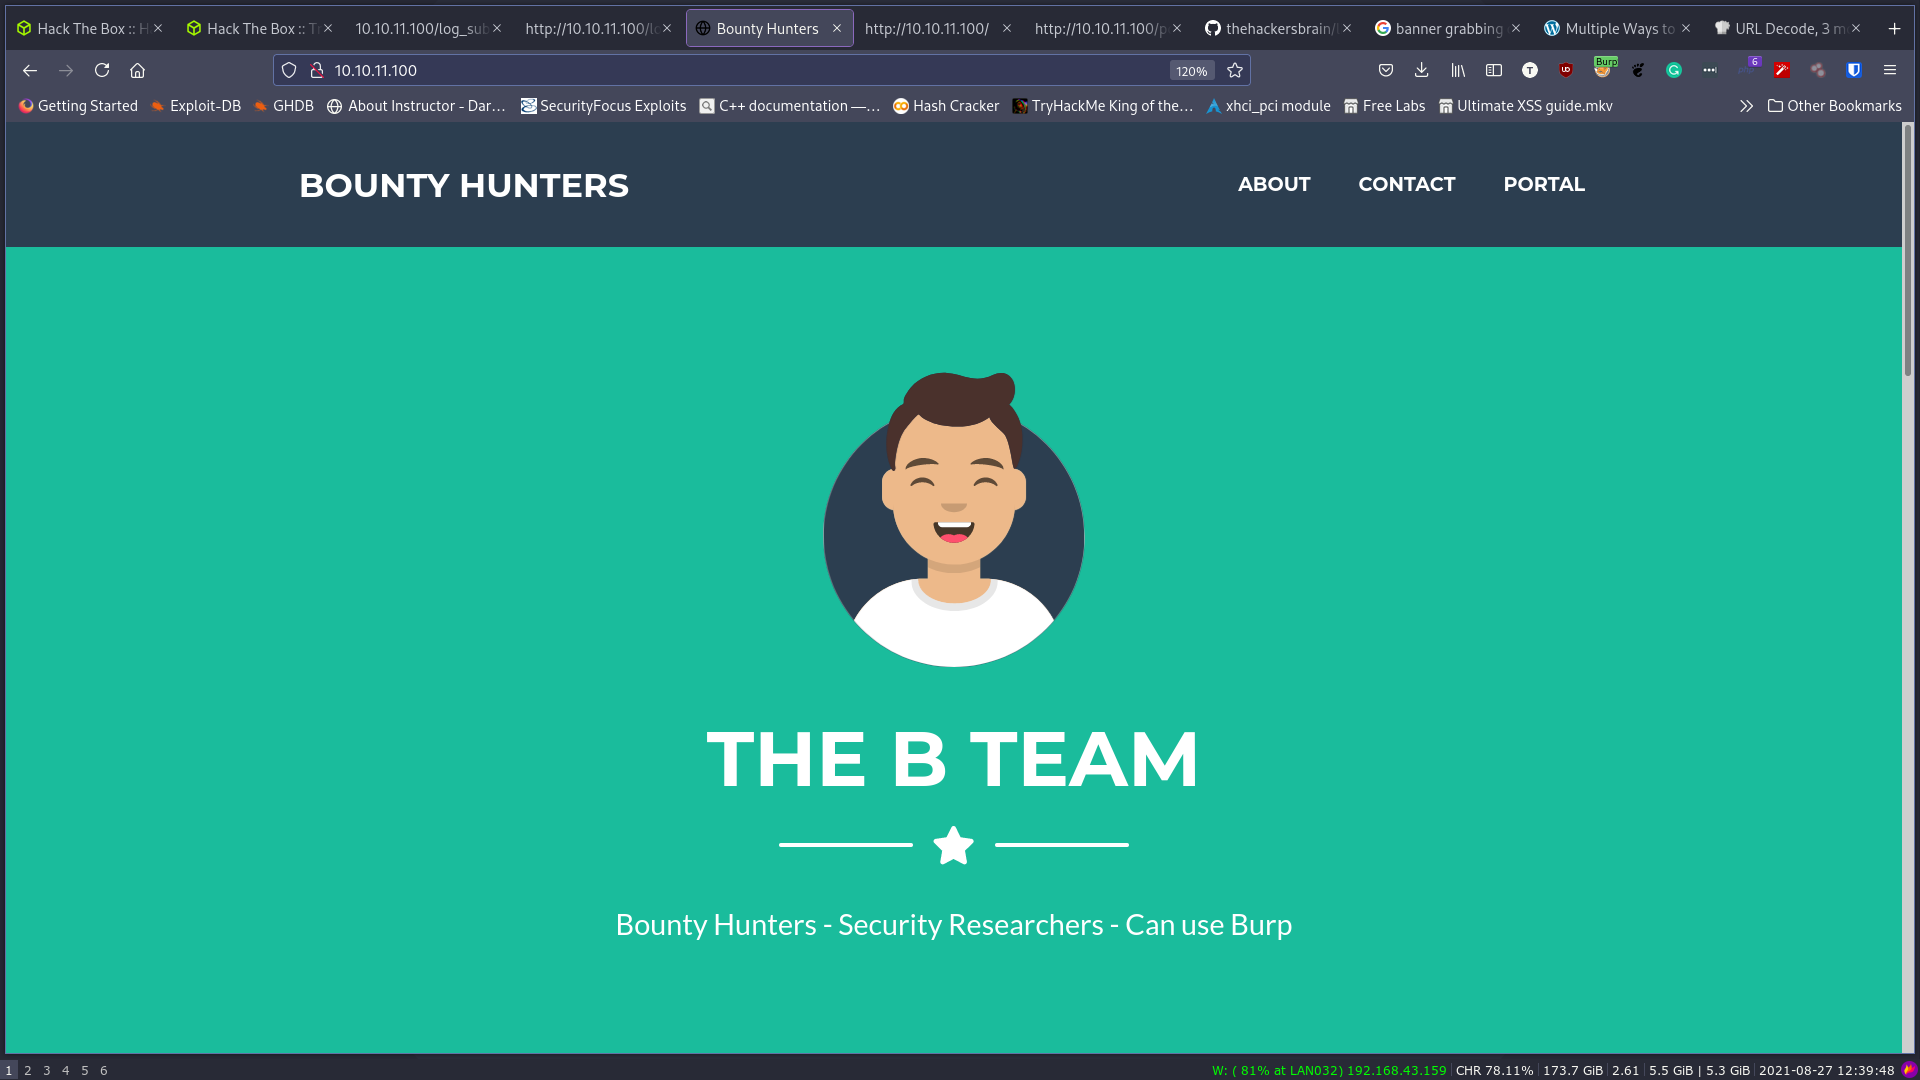 Hack The Box :: H
Hack The Box :: Tr
10.10.11.100/log_sub
http://10.10.11.100/lo
Bounty Hunters
http://10.10.11.100/
http://10.10.11.100/p
thehackersbrain/
banner grabbing
Multiple Ways to
URL Decode, 3 m
10.10.11.100
120%
Burp
6
Getting Started
Exploit-DB
GHDB
About Instructor - Dar…
SecurityFocus Exploits
C++ documentation —…
Hash Cracker
TryHackMe King of the…
xhci_pci module
Free Labs
Ultimate XSS guide.mkv
Other Bookmarks
BOUNTY HUNTERS
ABOUT
CONTACT
PORTAL
THE B TEAM
Bounty Hunters - Security Researchers - Can use Burp
1 2 3 4 5 6
W: ( 81% at LAN032) 192.168.43.159 | CHR 78.11% | 173.7 GiB | 2.61 | 5.5 GiB | 5.3 GiB | 2021-08-27 12:39:48